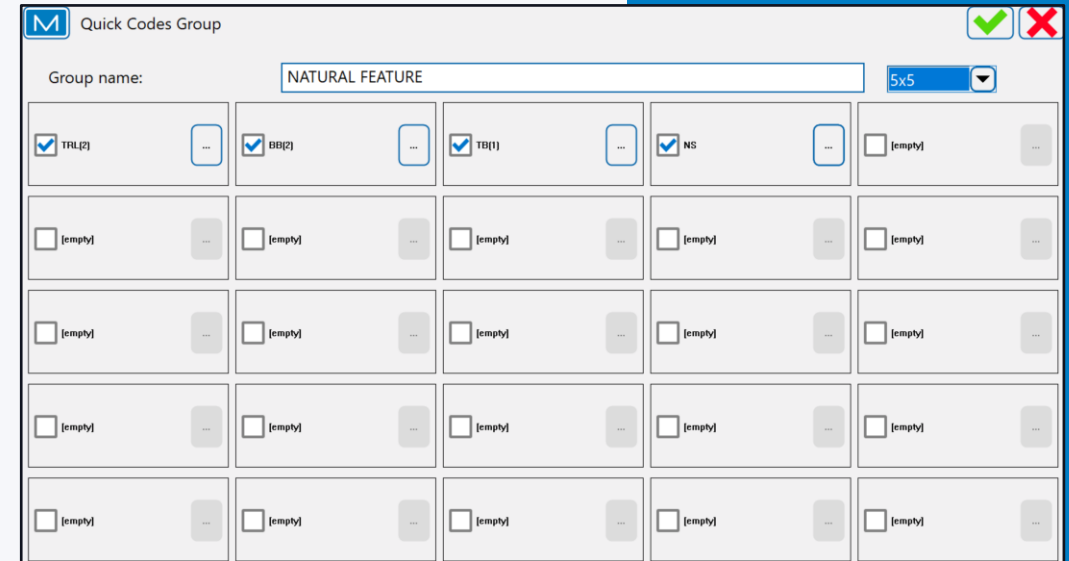 M Quick Codes Group
Group name: NATURAL FEATURE 5x5
TRL(2) ... BB(2) ... TB(1) ... NS ... [empty] ...
[empty] ... [empty] ... [empty] ... [empty] ... [empty] ...
[empty] ... [empty] ... [empty] ... [empty] ... [empty] ...
[empty] ... [empty] ... [empty] ... [empty] ... [empty] ...
[empty] ... [empty] ... [empty] ... [empty] ... [empty] ...